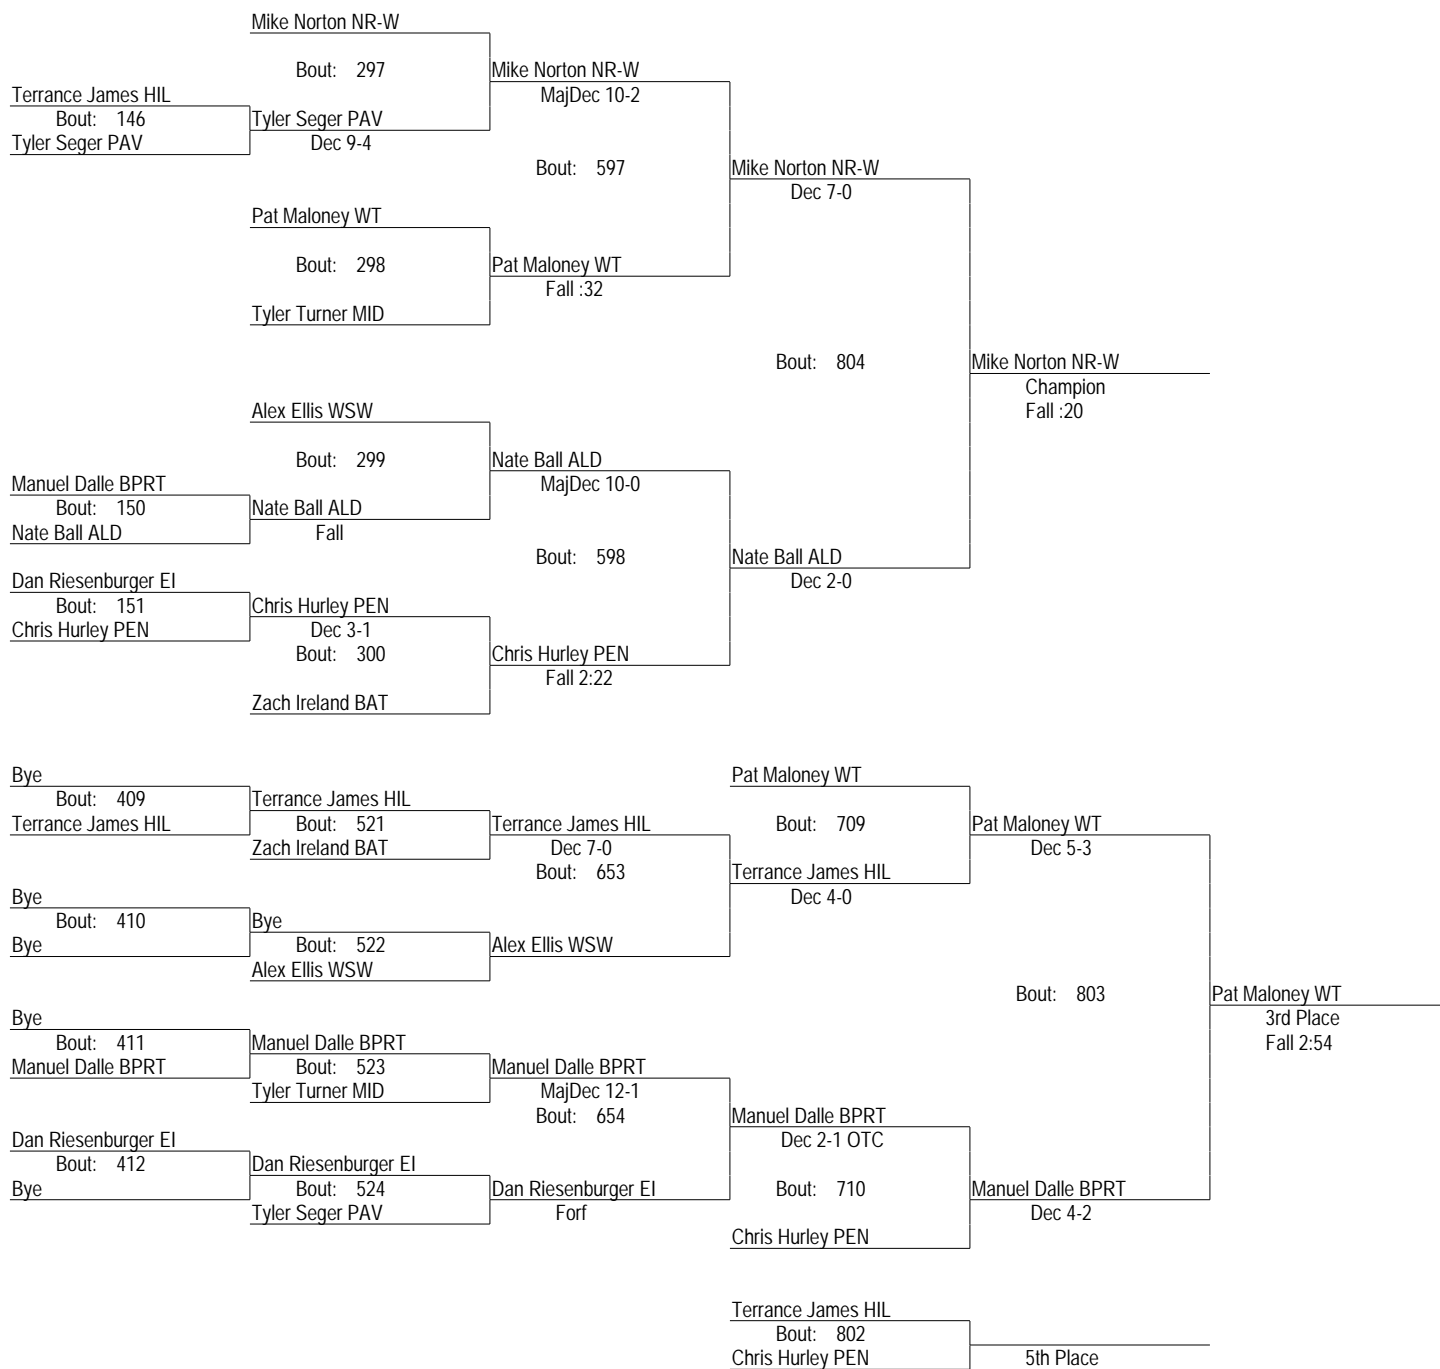 Mike Norton NR-W
Bout: 297
Mike Norton NR-W
Terrance James HIL
MajDec 10-2
Bout: 146
Tyler Seger PAV
Tyler Seger PAV
Dec 9-4
Bout: 597
Mike Norton NR-W
Dec 7-0
Pat Maloney WT
Bout: 298
Pat Maloney WT
Fall :32
Tyler Turner MID
Bout: 804
Mike Norton NR-W
Champion
Fall :20
Alex Ellis WSW
Bout: 299
Nate Ball ALD
MajDec 10-0
Manuel Dalle BPRT
Bout: 150
Nate Ball ALD
Nate Ball ALD
Fall
Bout: 598
Nate Ball ALD
Dec 2-0
Dan Riesenburger EI
Bout: 151
Chris Hurley PEN
Chris Hurley PEN
Dec 3-1
Bout: 300
Chris Hurley PEN
Fall 2:22
Zach Ireland BAT
Bye
Pat Maloney WT
Bout: 409
Terrance James HIL
Terrance James HIL
Bout: 521
Terrance James HIL
Bout: 709
Pat Maloney WT
Zach Ireland BAT
Dec 7-0
Dec 5-3
Bout: 653
Terrance James HIL
Dec 4-0
Bye
Bout: 410
Bye
Bye
Bout: 522
Alex Ellis WSW
Alex Ellis WSW
Bout: 803
Pat Maloney WT
3rd Place
Fall 2:54
Bye
Bout: 411
Manuel Dalle BPRT
Manuel Dalle BPRT
Bout: 523
Manuel Dalle BPRT
Tyler Turner MID
MajDec 12-1
Bout: 654
Manuel Dalle BPRT
Dec 2-1 OTC
Dan Riesenburger EI
Bout: 412
Dan Riesenburger EI
Bye
Bout: 524
Dan Riesenburger EI
Bout: 710
Manuel Dalle BPRT
Tyler Seger PAV
Forf
Dec 4-2
Chris Hurley PEN
Terrance James HIL
Bout: 802
Chris Hurley PEN
5th Place